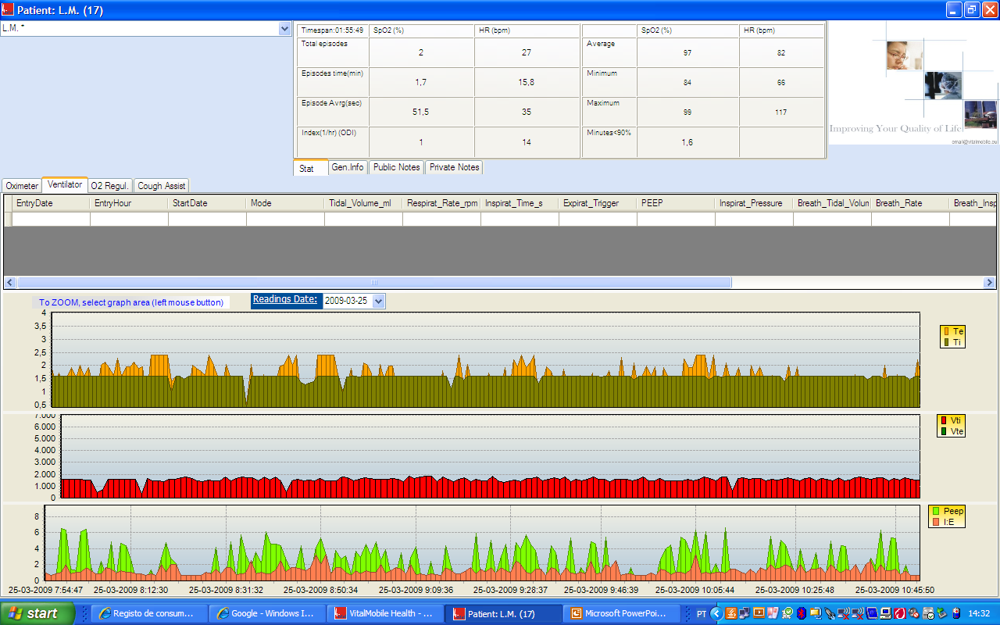 Patient: L.M. (17)
L.M. *
Timespan:01:55:49 SpO2 (%) HR (bpm) SpO2 (%) HR (bpm)
Total episodes 2 27 Average 97 82
Episodes time(min) 1,7 15,8 Minimum 84 66
Episode Avrg(sec) 51,5 35 Maximum 99 117
Index(1/hr) (ODI) 1 14 Minutes<90% 1,6
Improving Your Quality of Life
email@vitalmobile.eu
Stat Gen.Info Public Notes Private Notes
Oximeter Ventilator O2 Regul. Cough Assist
EntryDate EntryHour StartDate Mode Tidal_Volume_ml Respirat_Rate_rpm Inspirat_Time_s Expirat_Trigger PEEP Inspirat_Pressure Breath_Tidal_Volun Breath_Rate Breath_Insp
To ZOOM, select graph area (left mouse button) Readings Date: 2009-03-25
4
3,5
3
2,5
2
1,5
1
0,5
Te
Ti
7.000
6.000
5.000
4.000
3.000
2.000
1.000
0
Vti
Vte
8
6
4
2
0
Peep
I:E
25-03-2009 7:54:47 25-03-2009 8:12:30 25-03-2009 8:31:32 25-03-2009 8:50:34 25-03-2009 9:09:36 25-03-2009 9:28:37 25-03-2009 9:46:39 25-03-2009 10:05:44 25-03-2009 10:25:48 25-03-2009 10:45:50
start Registo de consum... Google - Windows I... VitalMobile Health - ... Patient: L.M. (17) Microsoft PowerPoi... PT 14:32